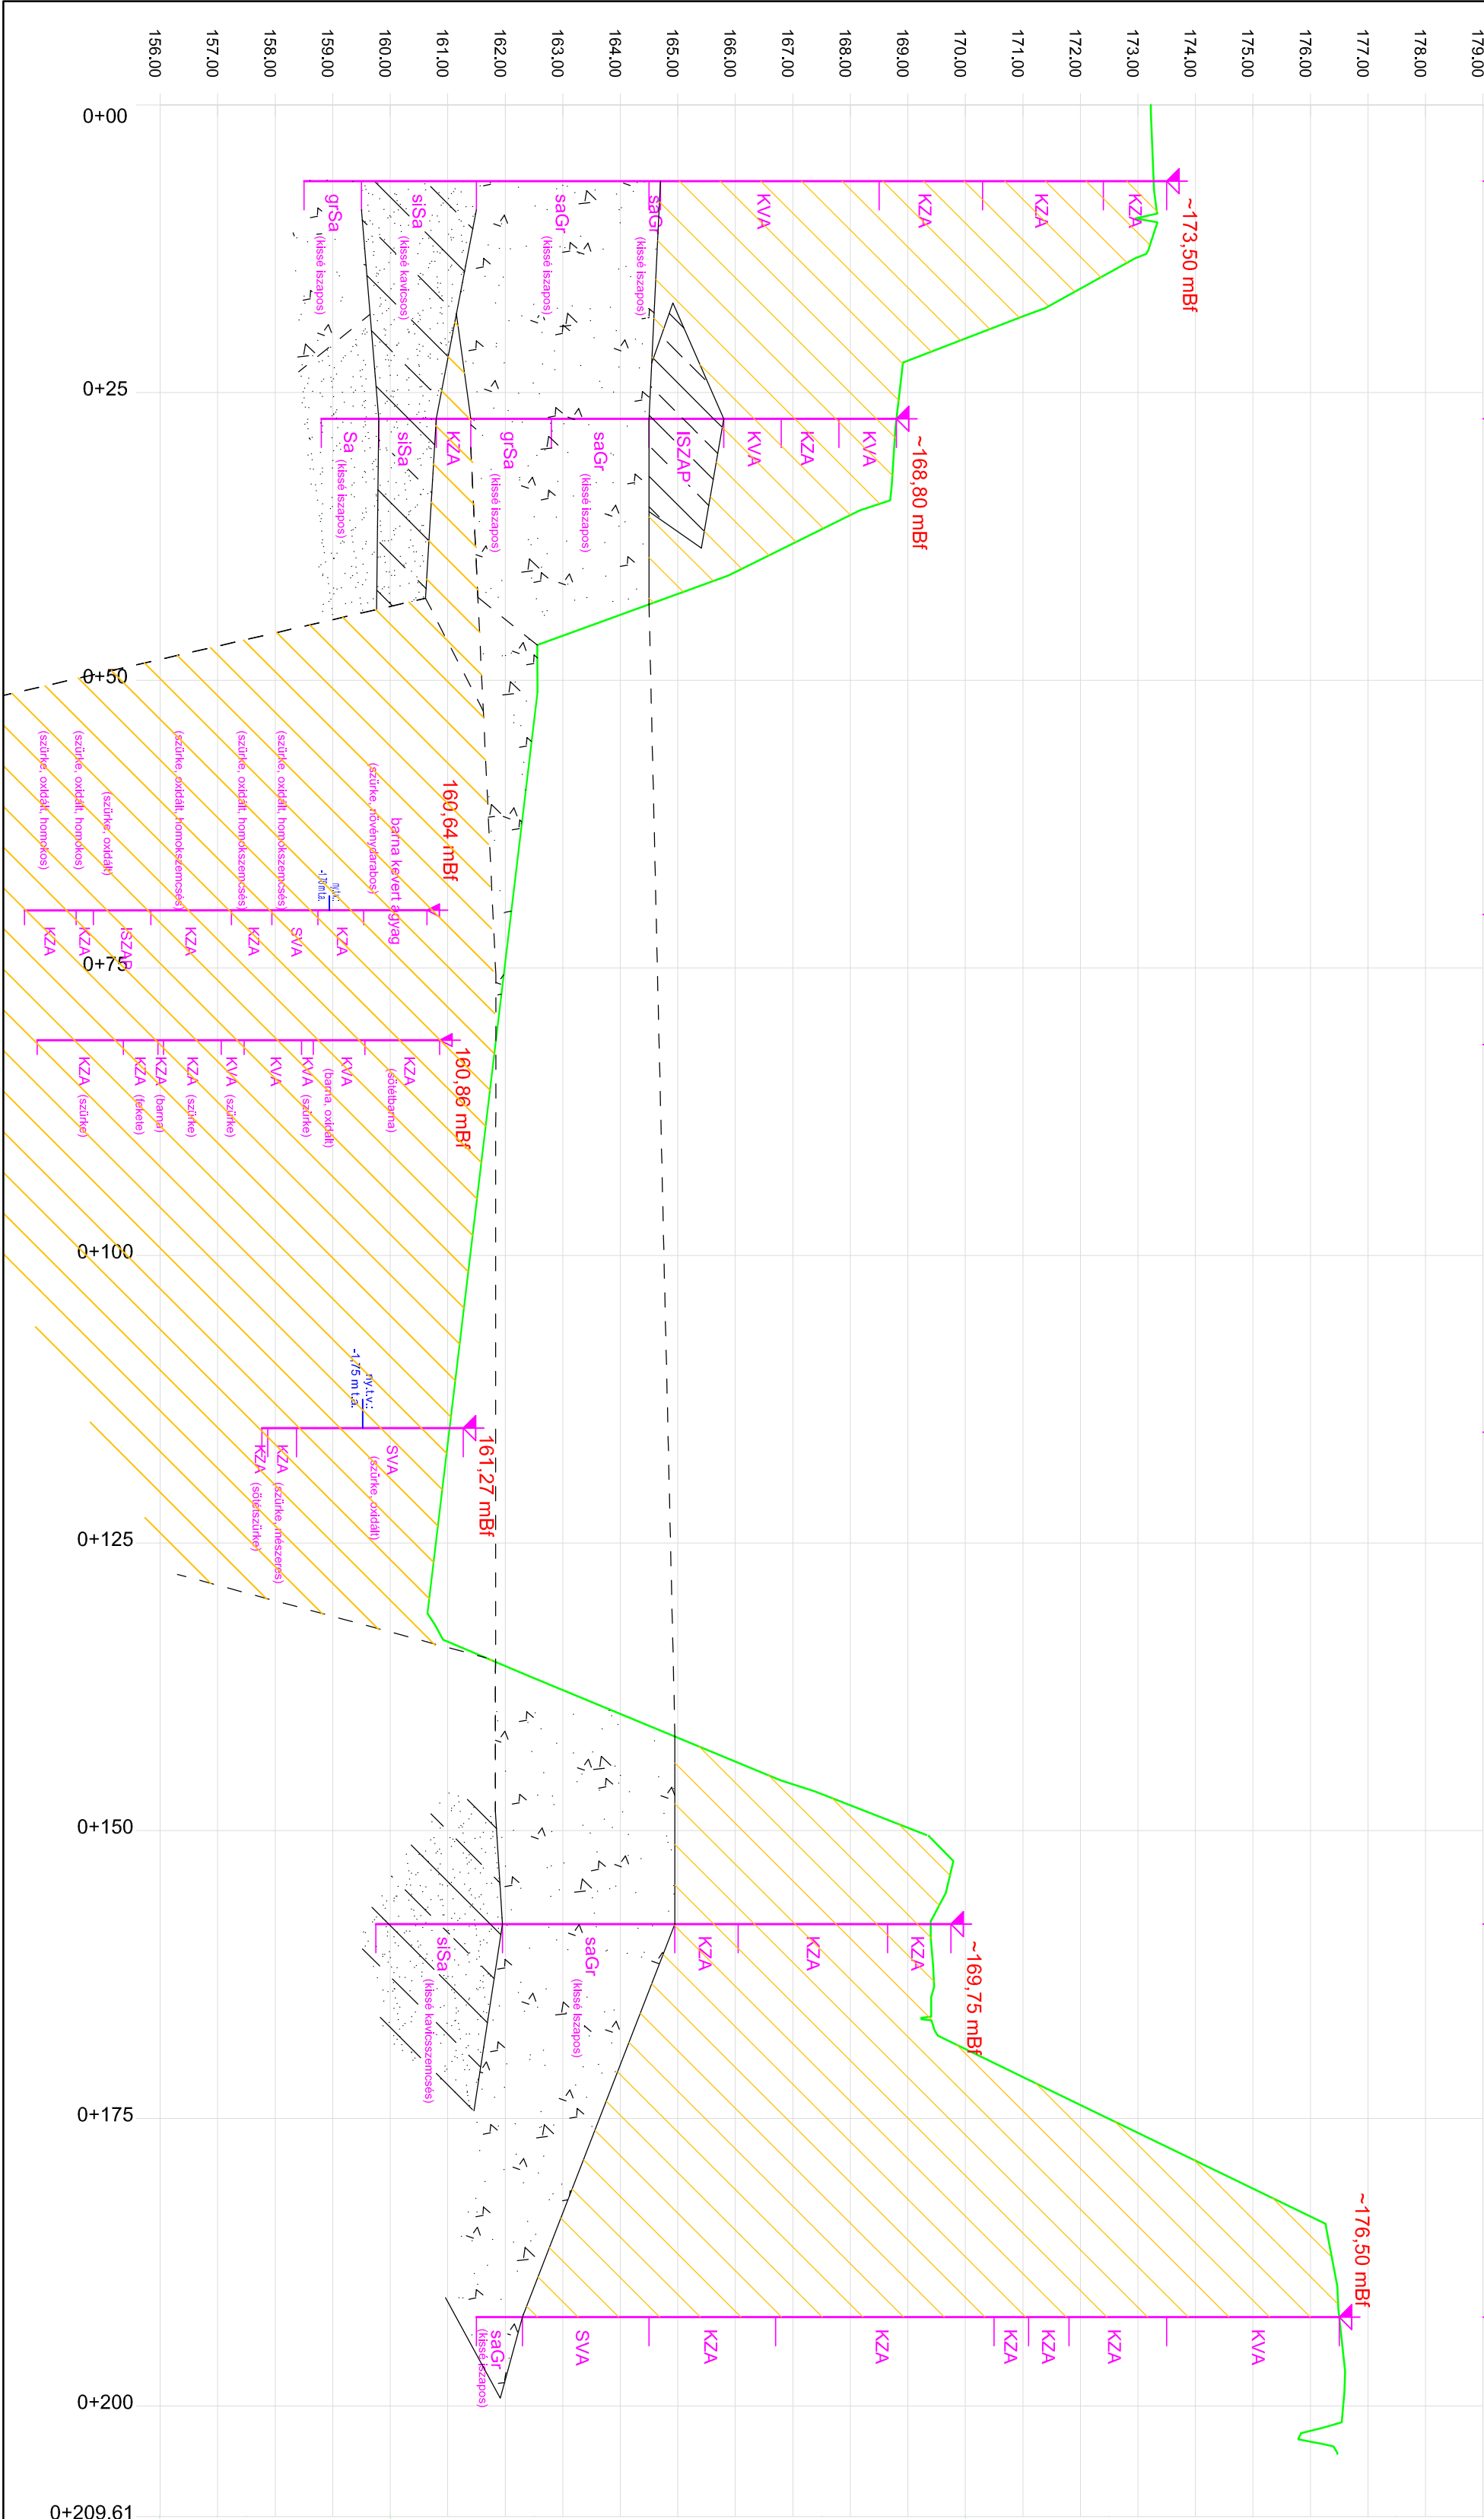 156.00
157.00
158.00
159.00
160.00
161.00
162.00
163.00
164.00
165.00
166.00
167.00
168.00
169.00
170.00
171.00
172.00
173.00
174.00
175.00
176.00
177.00
178.00
179.00
0+00
~173,50 mBf
KZA
KZA
KZA
KVA
saGr
(kissé iszapos)
saGr
(kissé iszapos)
siSa
(kissé kavicsos)
grSa
(kissé iszapos)
0+25
~168,80 mBf
KVA
KZA
KVA
ISZAP
saGr
(kissé iszapos)
grSa
(kissé iszapos)
KZA
siSa
Sa (kissé iszapos)
0+50
160,64 mBf
barna kevert agyag
(szürke, növénydarabos)
(szürke, oxidált, homokszemcsés)
(szürke, oxidált, homokszemcsés)
(szürke, oxidált, homokszemcsés)
(szürke, oxidált)
(szürke, oxidált, homokos)
(szürke, oxidált, homokos)
ny.t.v.:
-1,76 m t.a.
KZA
SVA
KZA
KZA
ISZAP
KZA
KZA
0+75
160,86 mBf
KZA
(sötétbarna)
KVA
(barna, oxidált)
KVA (szürke)
KVA
KVA (szürke)
KZA (szürke)
KZA (barna)
KZA (fekete)
KZA (szürke)
0+100
ny.t.v.:
-1,75 m t.a.
161,27 mBf
SVA
(szürke, oxidált)
KZA (szürke, mészeres)
KZA (sötétszürke)
0+125
0+150
~169,75 mBf
KZA
KZA
KZA
saGr
(kissé iszapos)
siSa
(kissé kavicsszemcsés)
0+175
~176,50 mBf
KVA
KZA
KZA
KZA
KZA
KZA
SVA
saGr
(kissé iszapos)
0+200
0+209.61